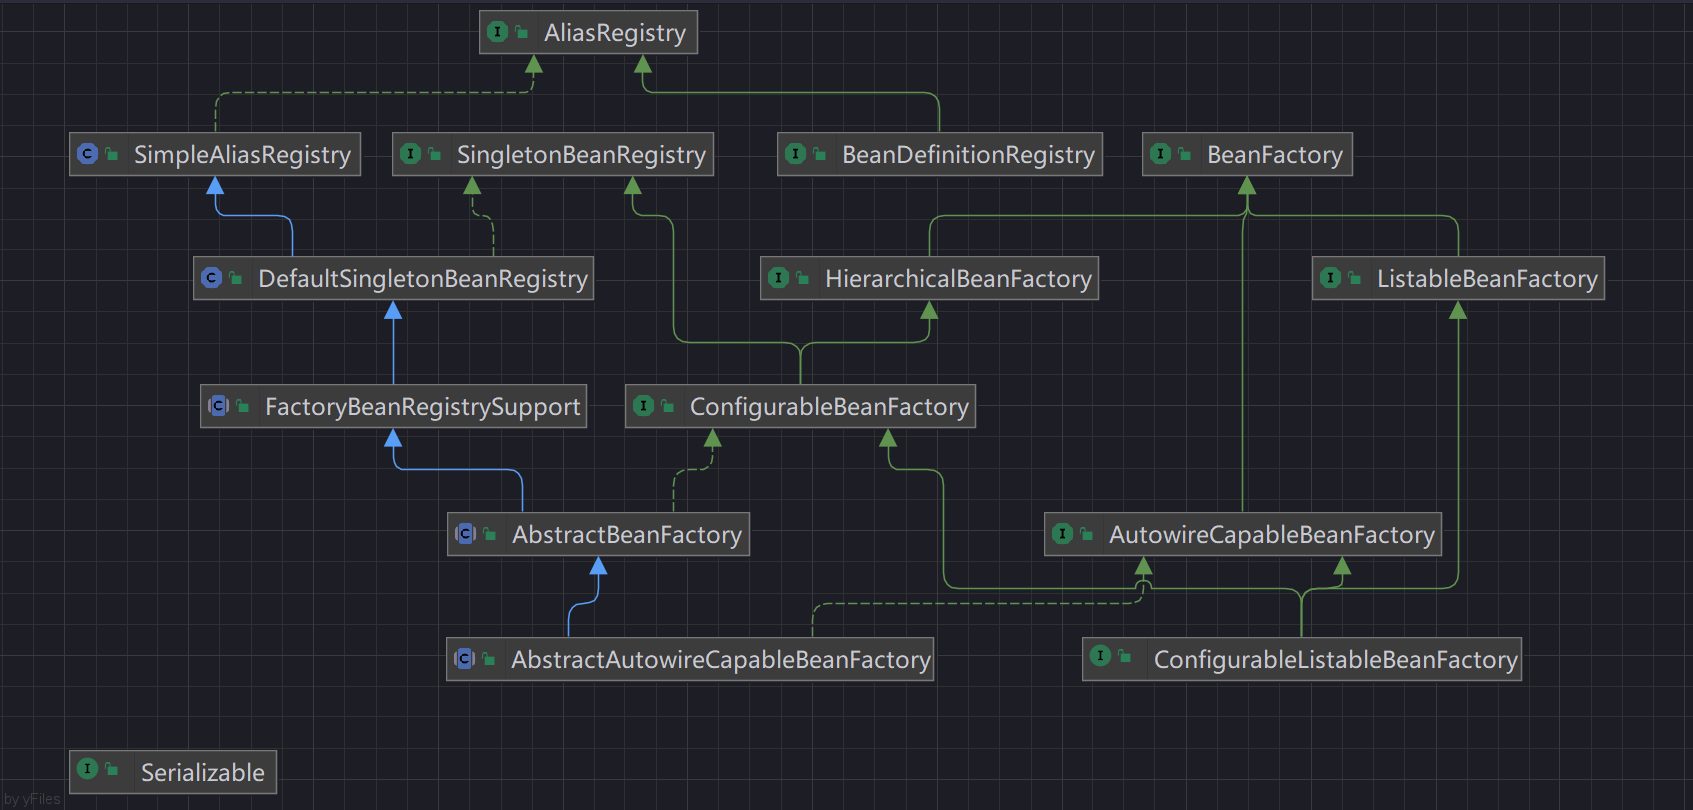 AliasRegistry
SimpleAliasRegistry
SingletonBeanRegistry
BeanDefinitionRegistry
BeanFactory
DefaultSingletonBeanRegistry
HierarchicalBeanFactory
ListableBeanFactory
FactoryBeanRegistrySupport
ConfigurableBeanFactory
AbstractBeanFactory
AutowireCapableBeanFactory
AbstractAutowireCapableBeanFactory
ConfigurableListableBeanFactory
Serializable
by yFiles